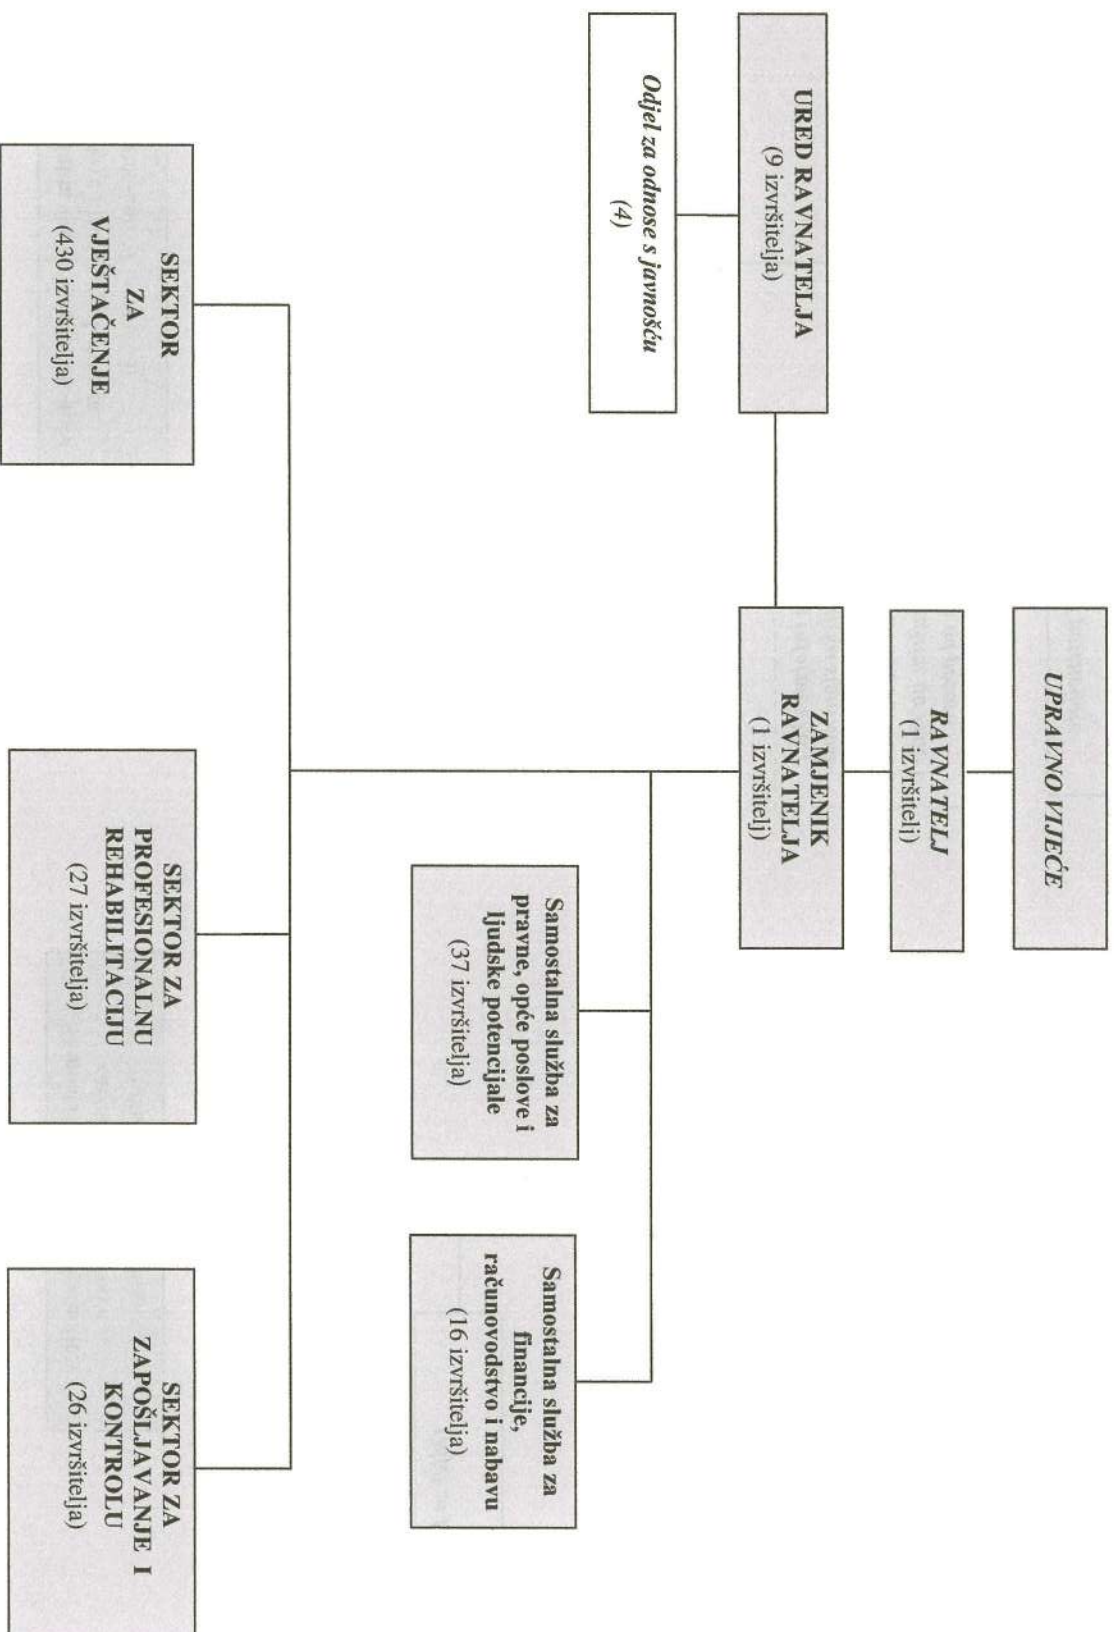 UPRAVNO VIJEĆE
RAVNATELJ
(1 izvršitelj)
ZAMJENIK
RAVNATELJA
(1 izvršitelj)
URED RAVNATELJA
(9 izvršitelja)
Odjel za odnose s javnošću
(4)
Samostalna služba za
pravne, opće poslove i
ljudske potencijale
(37 izvršitelja)
Samostalna služba za
financije,
računovodstvo i nabavu
(16 izvršitelja)
SEKTOR
ZA
VJEŠTAČENJE
(430 izvršitelja)
SEKTOR ZA
PROFESIONALNU
REHABILITACIJU
(27 izvršitelja)
SEKTOR ZA
ZAPOŠLJAVANJE I
KONTROLU
(26 izvršitelja)